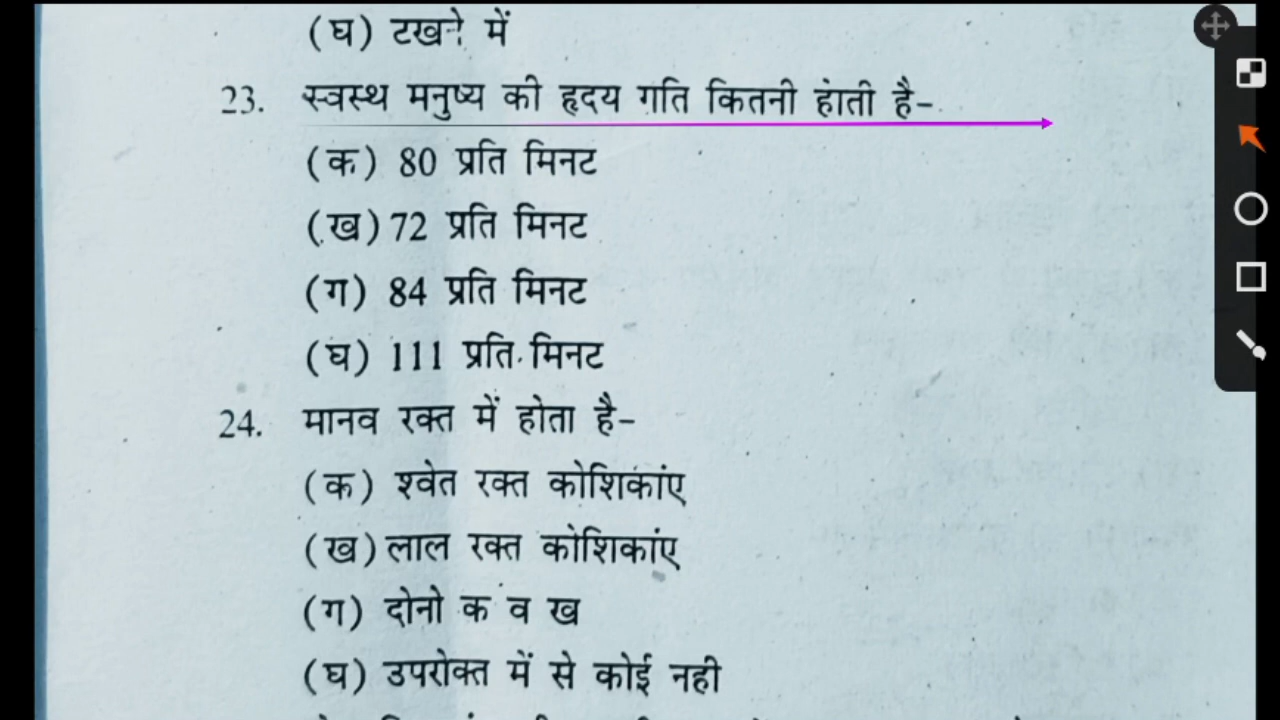 (घ) टखने में
23. स्वस्थ मनुष्य की हृदय गति कितनी होती है-
(क) 80 प्रति मिनट
(ख) 72 प्रति मिनट
(ग) 84 प्रति मिनट
(घ) 111 प्रति मिनट
24. मानव रक्त में होता है-
(क) श्वेत रक्त कोशिकांए
(ख) लाल रक्त कोशिकांए
(ग) दोनो क व ख
(घ) उपरोक्त में से कोई नही